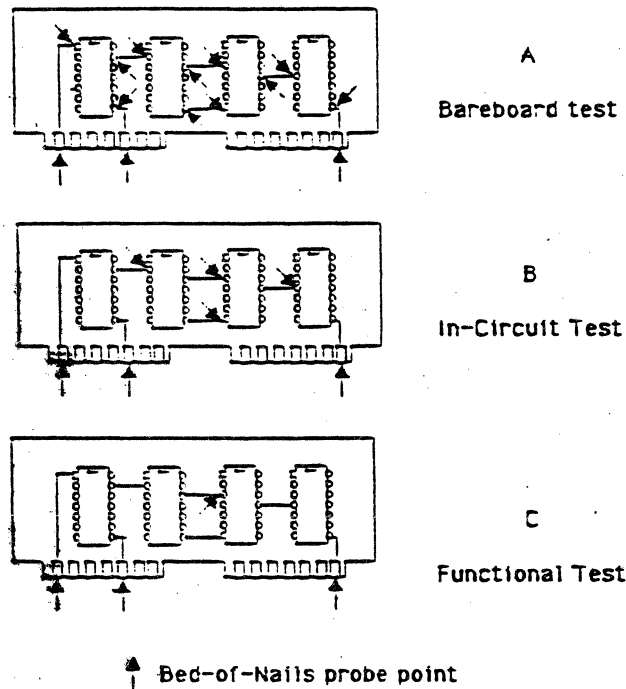 A
Bareboard test
B
In-Circuit Test
C
Functional Test
Bed-of-Nails probe point